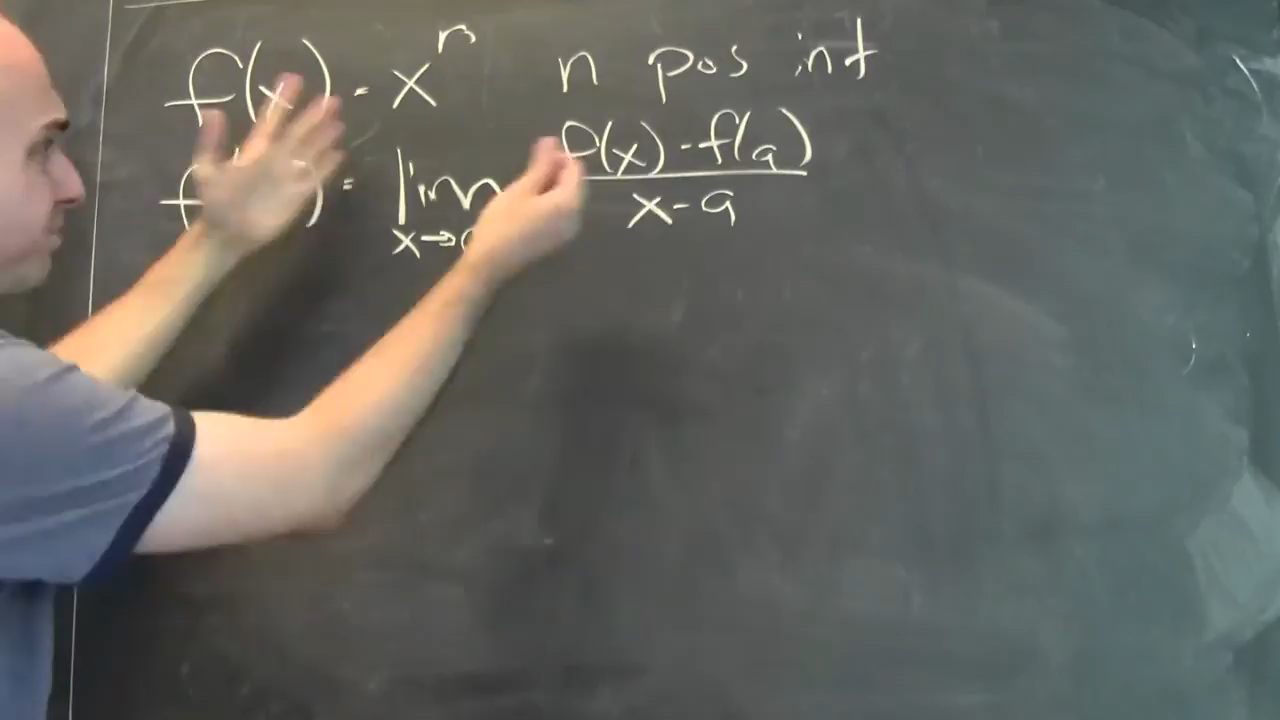 f(x) = x^n n pos int
f( ) = lim x→ f(x) - f(a) / x - a